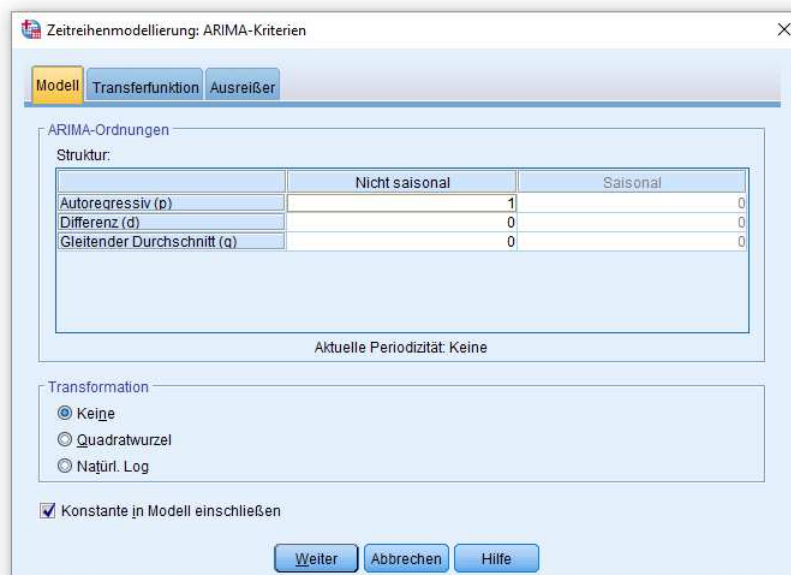 Zeitreihenmodellierung: ARIMA-Kriterien
Modell Transferfunktion Ausreißer
ARIMA-Ordnungen
Struktur:
Nicht saisonal Saisonal
Autoregressiv (p) 1 0
Differenz (d) 0 0
Gleitender Durchschnitt (q) 0 0
Aktuelle Periodizität: Keine
Transformation
Keine
Quadratwurzel
Natürl. Log
Konstante in Modell einschließen
Weiter Abbrechen Hilfe